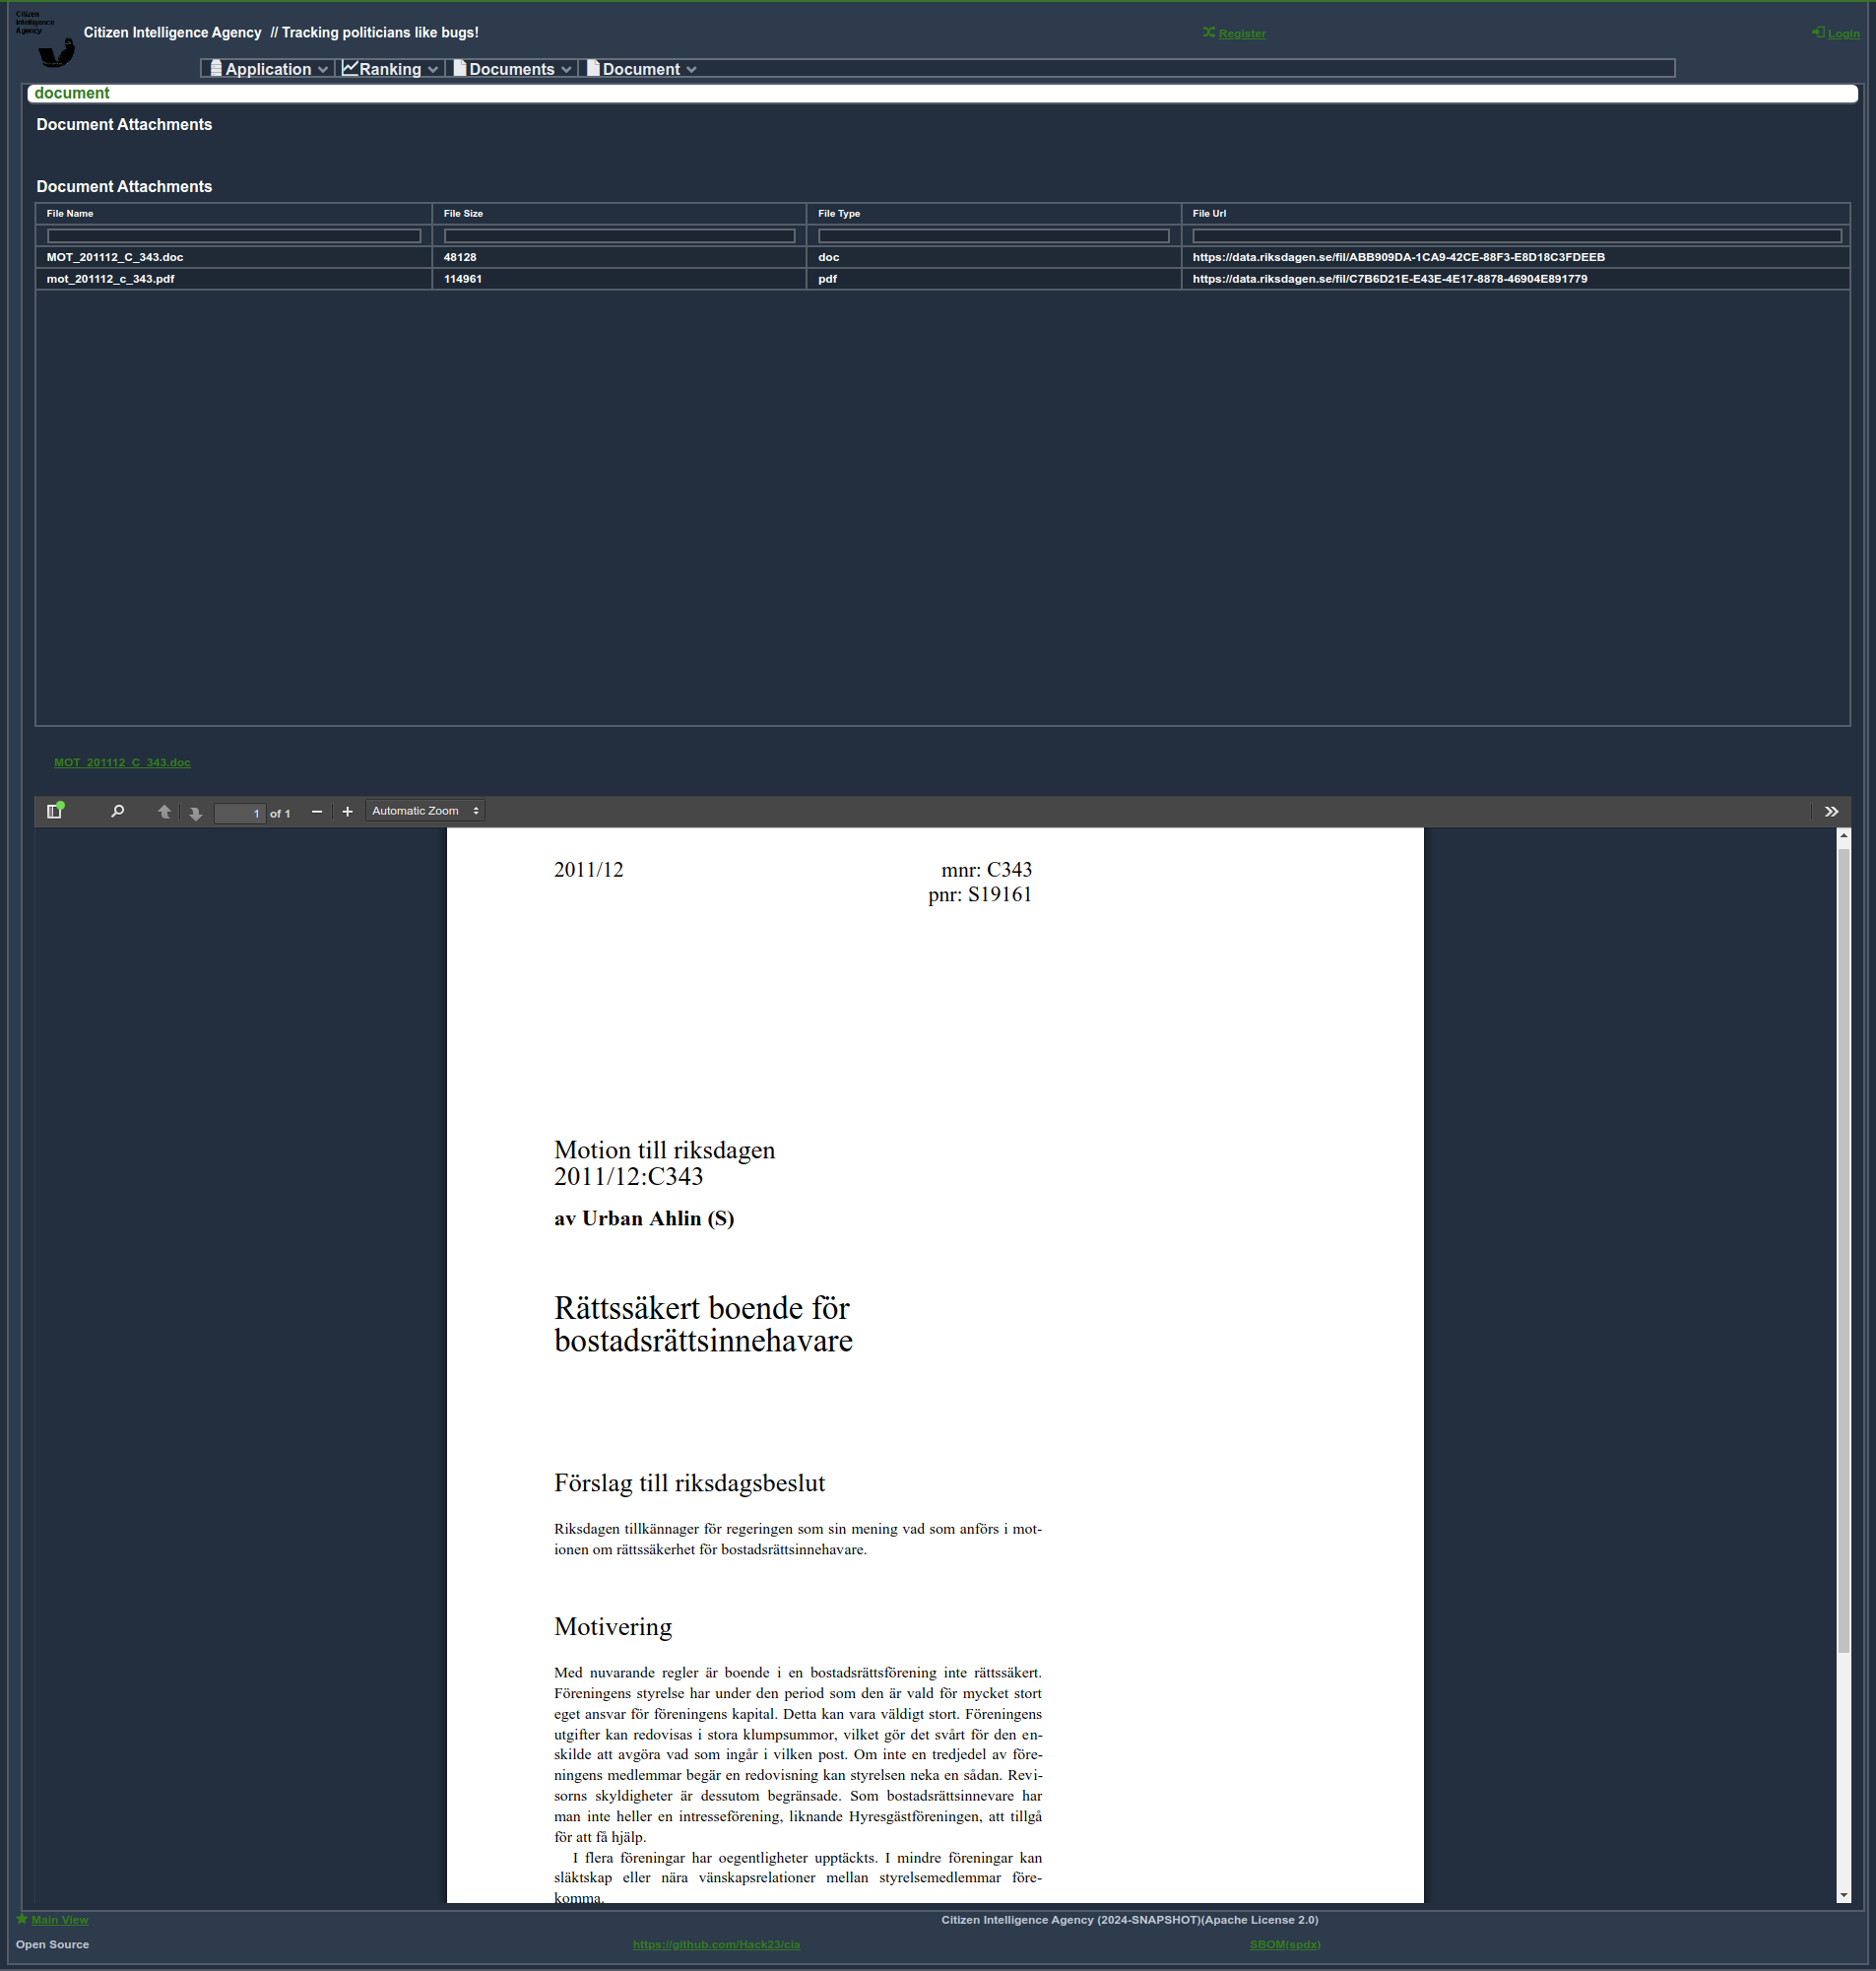 Citizen
Intelligence
Agency
Citizen Intelligence Agency // Tracking politicians like bugs!
Register
Login
Application
Ranking
Documents
Document
document
Document Attachments
Document Attachments
File Name File Size File Type File Url
MOT_201112_C_343.doc 48128 doc https://data.riksdagen.se/fil/ABB909DA-1CA9-42CE-88F3-E8D18C3FDEEB
mot_201112_c_343.pdf 114961 pdf https://data.riksdagen.se/fil/C7B6D21E-E43E-4E17-8878-46904E891779
MOT_201112_C_343.doc
1 of 1 Automatic Zoom
2011/12 mnr: C343
pnr: S19161
Motion till riksdagen
2011/12:C343
av Urban Ahlin (S)
Rättssäkert boende för
bostadsrättsinnehavare
Förslag till riksdagsbeslut
Riksdagen tillkännager för regeringen som sin mening vad som anförs i mot-
ionen om rättssäkerhet för bostadsrättsinnehavare.
Motivering
Med nuvarande regler är boende i en bostadsrättsförening inte rättssäkert.
Föreningens styrelse har under den period som den är vald för mycket stort
eget ansvar för föreningens kapital. Detta kan vara väldigt stort. Föreningens
utgifter kan redovisas i stora klumpsummor, vilket gör det svårt för den en-
skilde att avgöra vad som ingår i vilken post. Om inte en tredjedel av före-
ningens medlemmar begär en redovisning kan styrelsen neka en sådan. Revi-
sorns skyldigheter är dessutom begränsade. Som bostadsrättsinnevare har
man inte heller en intresseförening, liknande Hyresgästföreningen, att tillgå
för att få hjälp.
I flera föreningar har oegentligheter upptäckts. I mindre föreningar kan
släktskap eller nära vänskapsrelationer mellan styrelsemedlemmar före-
komma.
Main View
Citizen Intelligence Agency (2024-SNAPSHOT)(Apache License 2.0)
Open Source
https://github.com/Hack23/cia
SBOM(spdx)